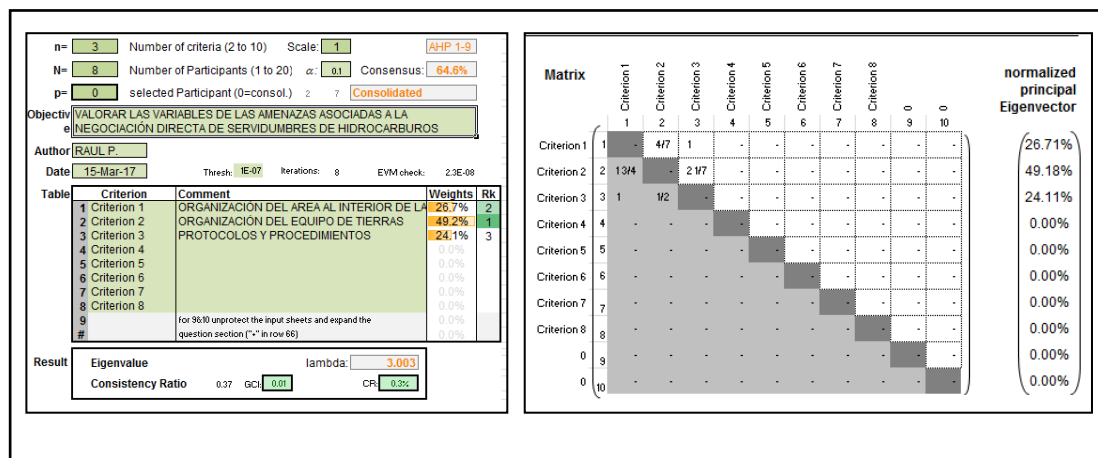 n= 3 Number of criteria (2 to 10) Scale: 1 AHP 1-9
N= 8 Number of Participants (1 to 20) α: 0.1 Consensus: 64.6%
p= 0 selected Participant (0=consol.) 2 7 Consolidated
Objectiv
e
VALORAR LAS VARIABLES DE LAS AMENAZAS ASOCIADAS A LA
NEGOCIACIÓN DIRECTA DE SERVIDUMBRES DE HIDROCARBUROS
Author RAUL P.
Date 15-Mar-17 Thresh: 1E-07 Iterations: 8 EVM check: 2.3E-08
Table Criterion Comment Weights Rk
1 Criterion 1 ORGANIZACIÓN DEL AREA AL INTERIOR DE LA 26.7% 2
2 Criterion 2 ORGANIZACIÓN DEL EQUIPO DE TIERRAS 49.2% 1
3 Criterion 3 PROTOCOLOS Y PROCEDIMIENTOS 24.1% 3
4 Criterion 4 0.0%
5 Criterion 5 0.0%
6 Criterion 6 0.0%
7 Criterion 7 0.0%
8 Criterion 8 0.0%
9 for 9&10 unprotect the input sheets and expand the 0.0%
# question section ("+" in row 66) 0.0%
Result Eigenvalue lambda: 3.003
Consistency Ratio 0.37 GCI: 0.01 CR: 0.3%
Matrix
Criterion 1 Criterion 2 Criterion 3 Criterion 4 Criterion 5 Criterion 6 Criterion 7 Criterion 8 0 0
normalized
principal
Eigenvector
1 2 3 4 5 6 7 8 9 10
Criterion 1 1 - 4/7 1 - - - - - - - 26.71%
Criterion 2 2 1 3/4 - 2 1/7 - - - - - - - 49.18%
Criterion 3 3 1 1/2 - - - - - - - - 24.11%
Criterion 4 4 - - - - - - - - - - 0.00%
Criterion 5 5 - - - - - - - - - - 0.00%
Criterion 6 6 - - - - - - - - - - 0.00%
Criterion 7 7 - - - - - - - - - - 0.00%
Criterion 8 8 - - - - - - - - - - 0.00%
0 9 - - - - - - - - - - 0.00%
0 10 - - - - - - - - - - 0.00%